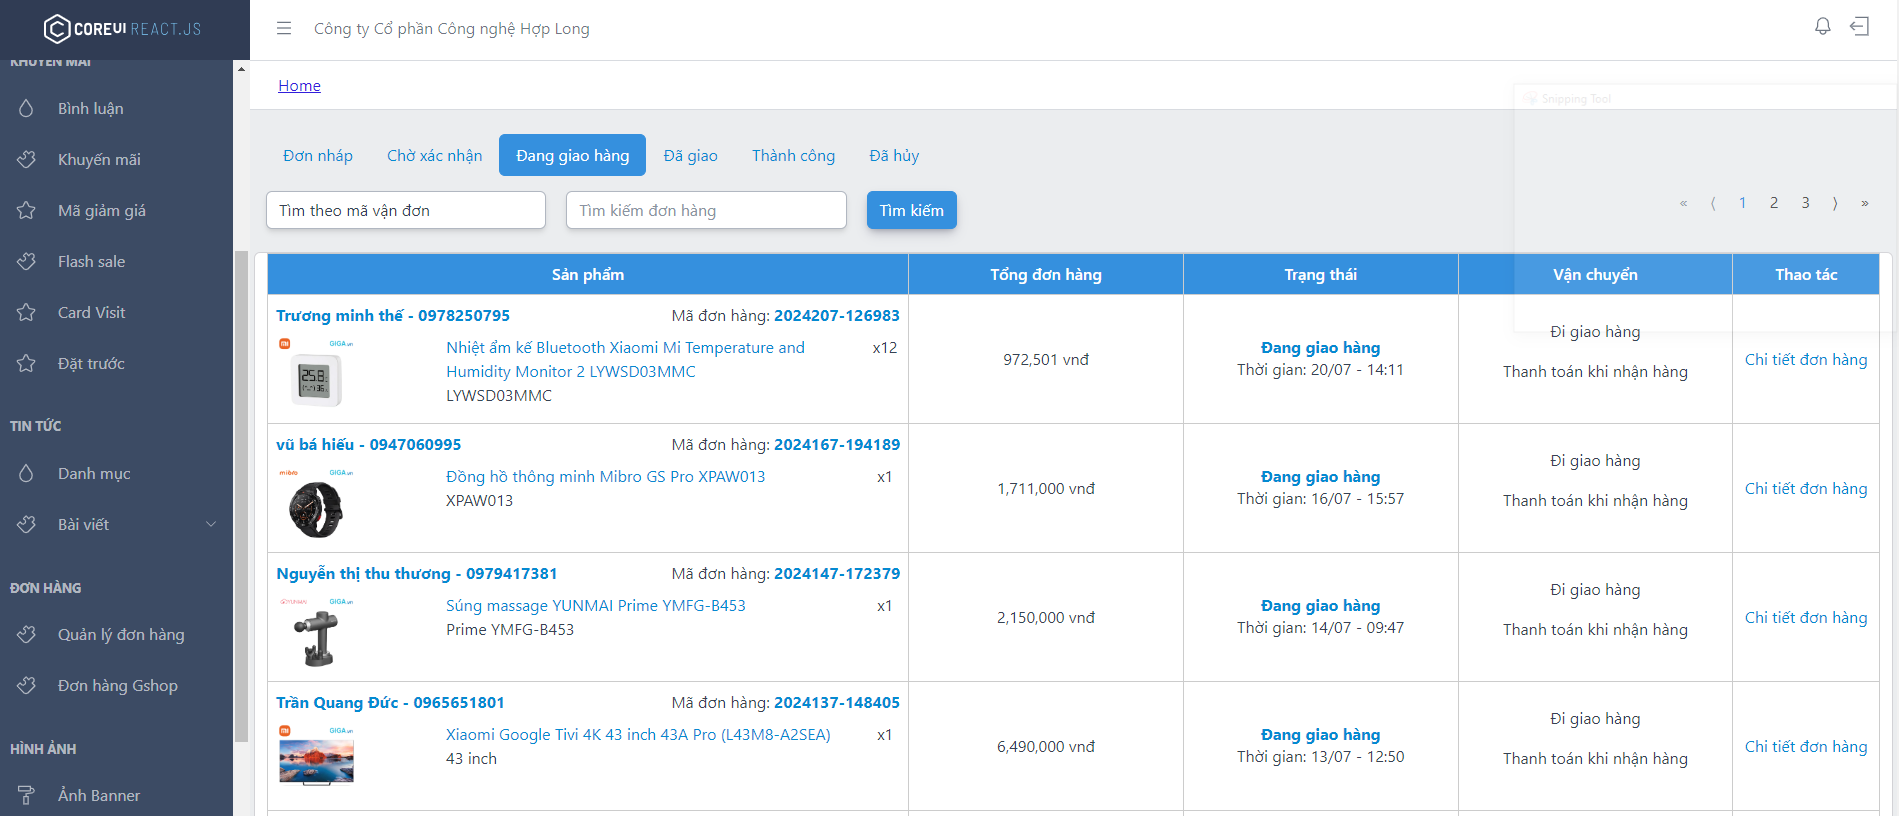 COREUI REACT.JS
Công ty Cổ phần Công nghệ Hợp Long
KHUYẾN MÃI
Bình luận
Khuyến mãi
Mã giảm giá
Flash sale
Card Visit
Đặt trước
TIN TỨC
Danh mục
Bài viết
ĐƠN HÀNG
Quản lý đơn hàng
Đơn hàng Gshop
HÌNH ẢNH
Ảnh Banner
Home
Snipping Tool
Đơn nháp Chờ xác nhận Đang giao hàng Đã giao Thành công Đã hủy
Tìm theo mã vận đơn Tìm kiếm đơn hàng Tìm kiếm
« ⟨ 1 2 3 ⟩ »
Sản phẩm Tổng đơn hàng Trạng thái Vận chuyển Thao tác
Trương minh thế - 0978250795 Mã đơn hàng: 2024207-126983
GIGA.vn
Nhiệt ẩm kế Bluetooth Xiaomi Mi Temperature and x12
Humidity Monitor 2 LYWSD03MMC
LYWSD03MMC
972,501 vnđ
Đang giao hàng
Thời gian: 20/07 - 14:11
Đi giao hàng
Thanh toán khi nhận hàng
Chi tiết đơn hàng
vũ bá hiếu - 0947060995 Mã đơn hàng: 2024167-194189
mibro GIGA.vn
Đồng hồ thông minh Mibro GS Pro XPAW013 x1
XPAW013
1,711,000 vnđ
Đang giao hàng
Thời gian: 16/07 - 15:57
Đi giao hàng
Thanh toán khi nhận hàng
Chi tiết đơn hàng
Nguyễn thị thu thương - 0979417381 Mã đơn hàng: 2024147-172379
YUNMAI GIGA.vn
Súng massage YUNMAI Prime YMFG-B453 x1
Prime YMFG-B453
2,150,000 vnđ
Đang giao hàng
Thời gian: 14/07 - 09:47
Đi giao hàng
Thanh toán khi nhận hàng
Chi tiết đơn hàng
Trần Quang Đức - 0965651801 Mã đơn hàng: 2024137-148405
GIGA.vn
Xiaomi Google Tivi 4K 43 inch 43A Pro (L43M8-A2SEA) x1
43 inch
6,490,000 vnđ
Đang giao hàng
Thời gian: 13/07 - 12:50
Đi giao hàng
Thanh toán khi nhận hàng
Chi tiết đơn hàng